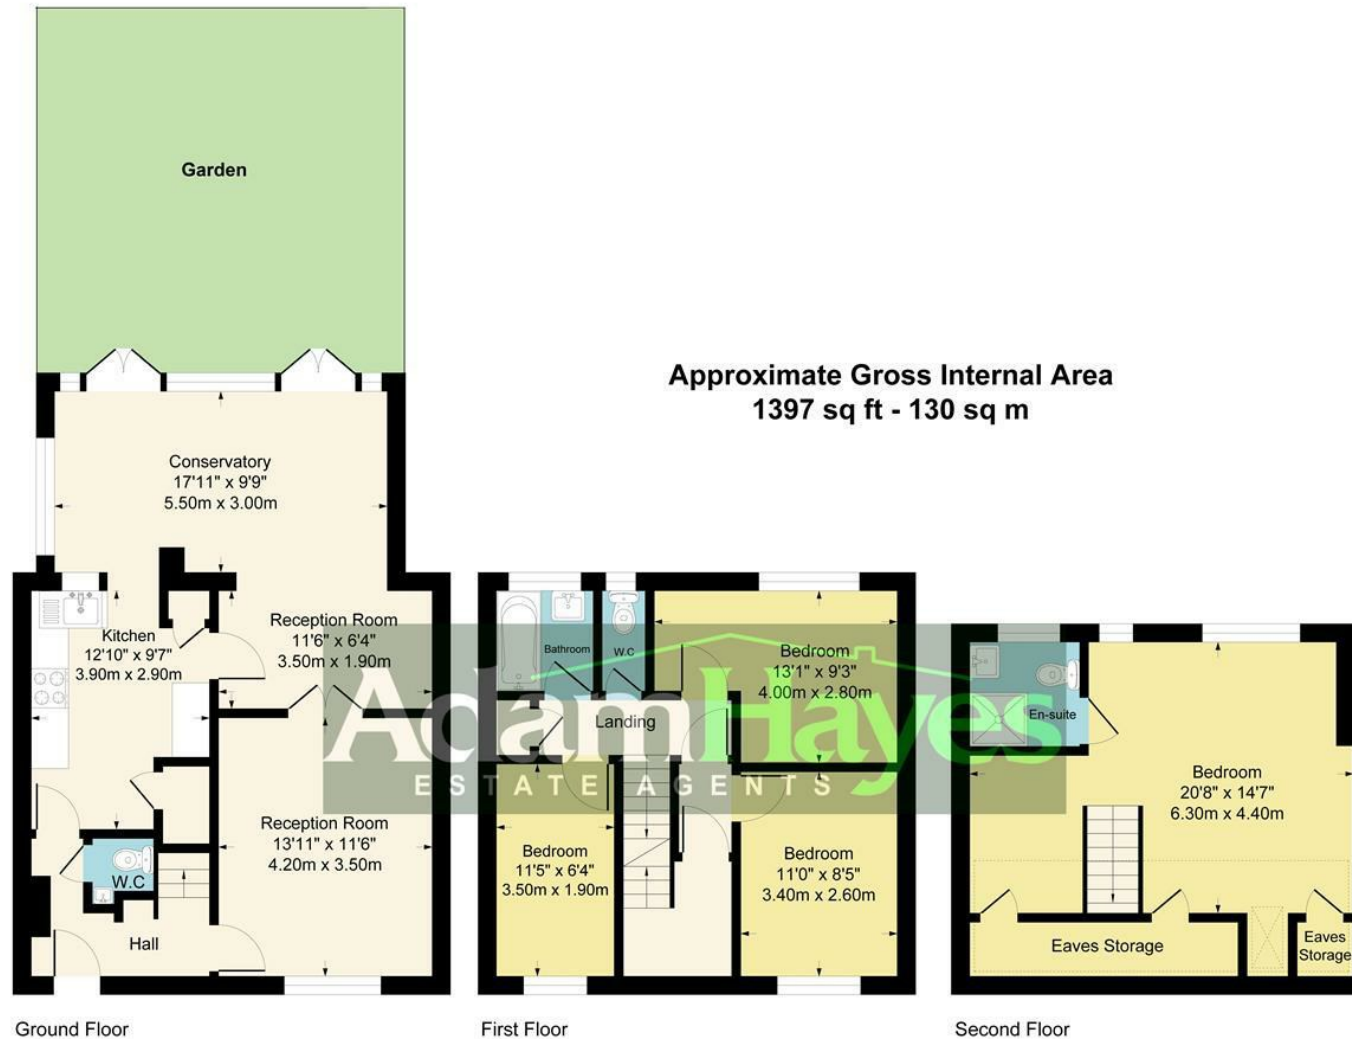 Garden
Approximate Gross Internal Area
1397 sq ft - 130 sq m
Conservatory
17'11" x 9'9"
5.50m x 3.00m
Kitchen
12'10" x 9'7"
3.90m x 2.90m
Reception Room
11'6" x 6'4"
3.50m x 1.90m
Reception Room
13'11" x 11'6"
4.20m x 3.50m
W.C
Hall
Ground Floor
Bathroom
W.C
Bedroom
13'1" x 9'3"
4.00m x 2.80m
Landing
Bedroom
11'5" x 6'4"
3.50m x 1.90m
Bedroom
11'0" x 8'5"
3.40m x 2.60m
First Floor
En-suite
Bedroom
20'8" x 14'7"
6.30m x 4.40m
Eaves Storage
Eaves
Storage
Second Floor
AdamHayes
ESTATE AGENTS